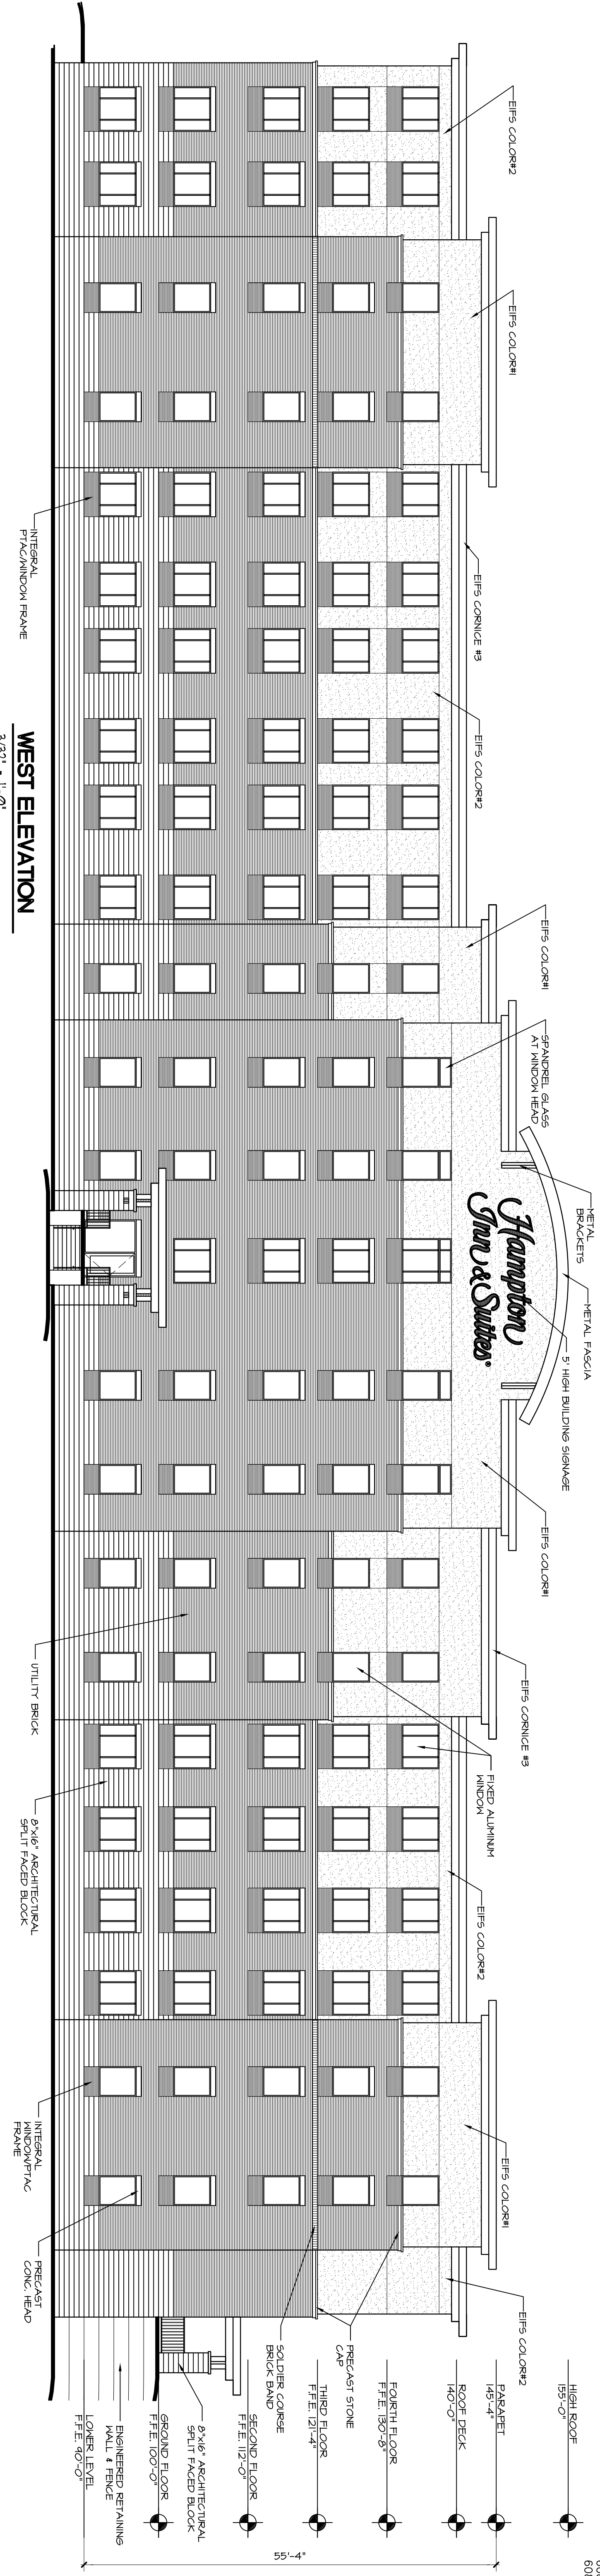 EIFS COLOR#2
EIFS COLOR#1
INTEGRAL
PTAC/WINDOW FRAME
EIFS CORNICE #3
EIFS COLOR#2
WEST ELEVATION
3/32" = 1'-0"
EIFS COLOR#1
SPANDREL GLASS
AT WINDOW HEAD
METAL
BRACKETS
METAL FASCIA
5' HIGH BUILDING SIGNAGE
Hampton
Inn & Suites®
EIFS COLOR#1
UTILITY BRICK
EIFS CORNICE #3
FIXED ALUMINUM
WINDOW
8"x16" ARCHITECTURAL
SPLIT FACED BLOCK
EIFS COLOR#2
INTEGRAL
WINDOW/PTAC
FRAME
EIFS COLOR#1
PRECAST
CONC. HEAD
EIFS COLOR#2
PRECAST STONE
CAP
SOLDIER COURSE
BRICK BAND
8"x16" ARCHITECTURAL
SPLIT FACED BLOCK
ENGINEERED RETAINING
WALL & FENCE
HIGH ROOF
155'-0"
PARAPET
145'-4"
ROOF DECK
140'-0"
FOURTH FLOOR
F.F.E. 130'-8"
THIRD FLOOR
F.F.E. 121'-4"
SECOND FLOOR
F.F.E. 112'-0"
GROUND FLOOR
F.F.E. 100'-0"
LOWER LEVEL
F.F.E. 90'-0"
55'-4"